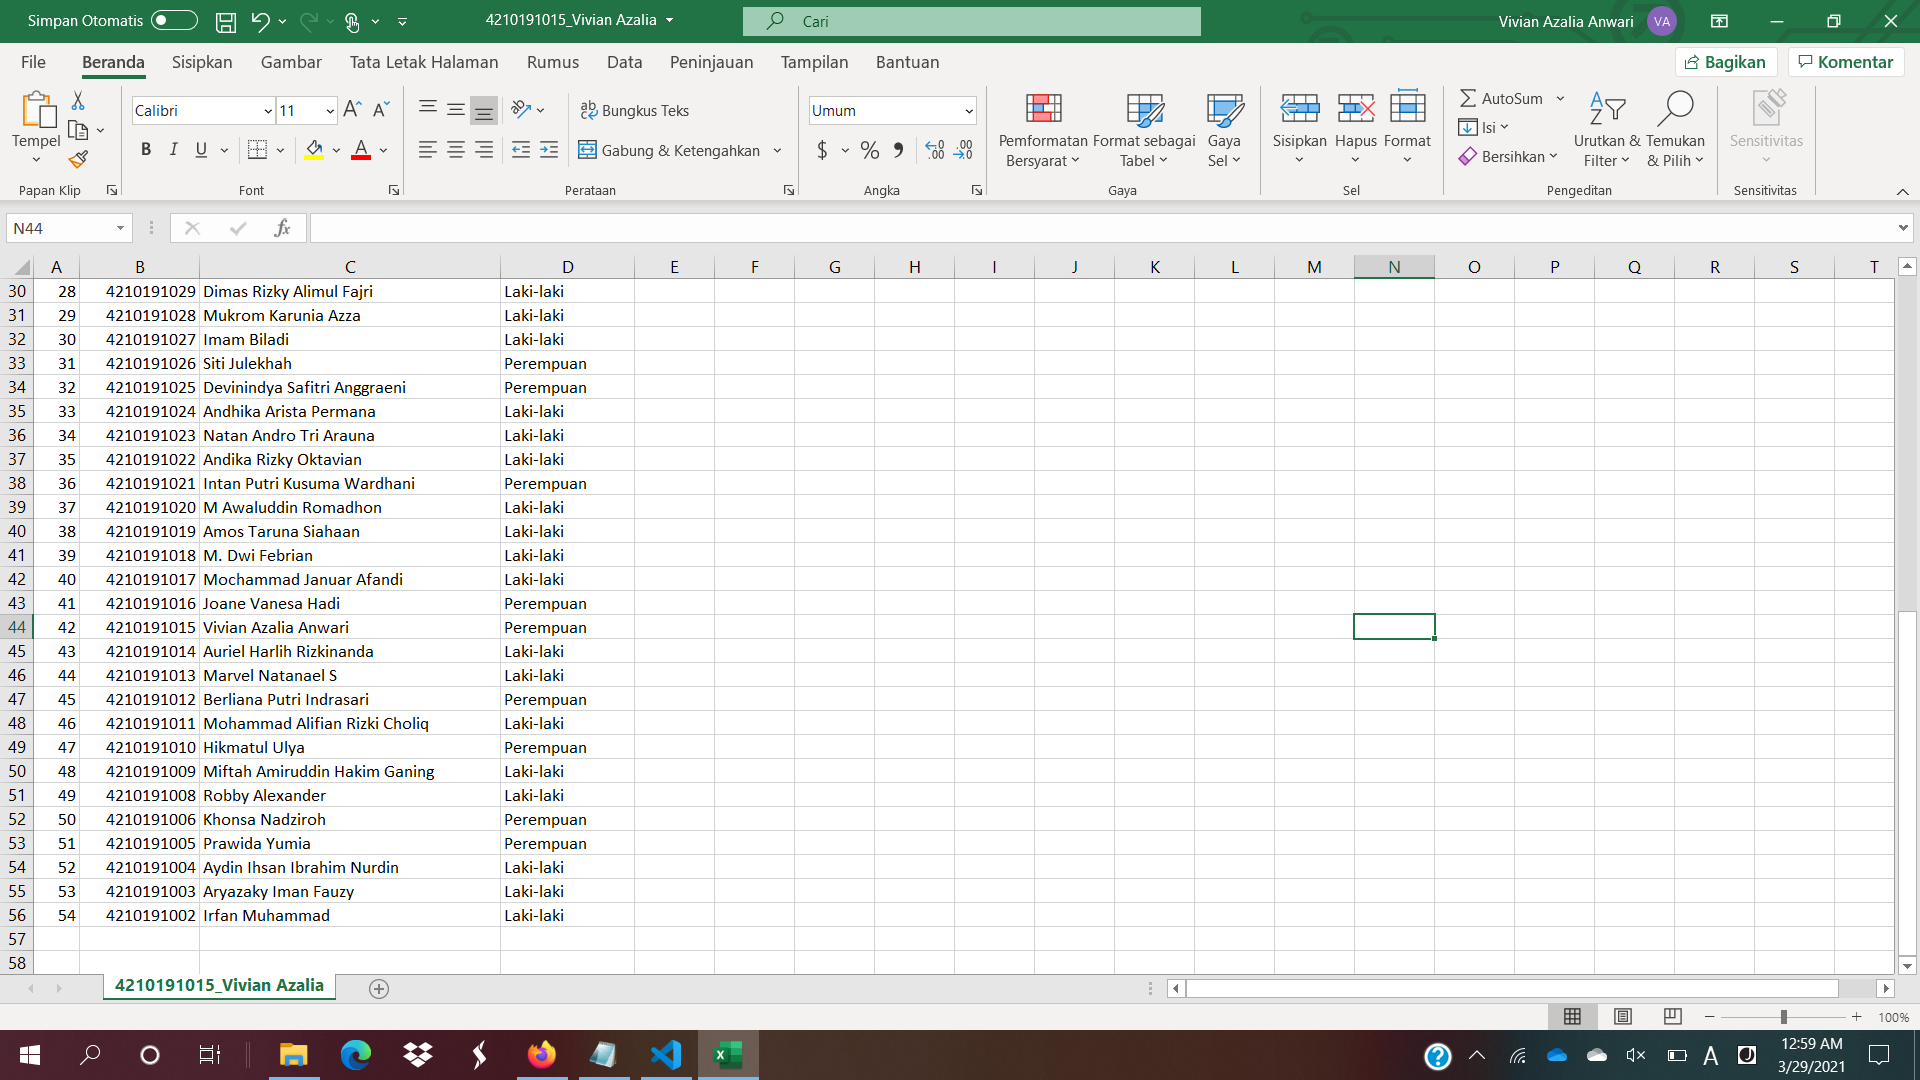 Simpan Otomatis 4210191015_Vivian Azalia Cari Vivian Azalia Anwari VA
File Beranda Sisipkan Gambar Tata Letak Halaman Rumus Data Peninjauan Tampilan Bantuan Bagikan Komentar
Tempel
Papan Klip
Calibri 11
B I U
Font
Bungkus Teks
Gabung & Ketengahkan
Perataan
Umum
$ % , .00 .00
Angka
Pemformatan Bersyarat
Format sebagai Tabel
Gaya Sel
Gaya
Sisipkan Hapus Format
Sel
AutoSum
Isi
Bersihkan
Urutkan & Filter
Temukan & Pilih
Pengeditan
Sensitivitas
Sensitivitas
N44 fx
A B C D E F G H I J K L M N O P Q R S T
30 28 4210191029 Dimas Rizky Alimul Fajri Laki-laki
31 29 4210191028 Mukrom Karunia Azza Laki-laki
32 30 4210191027 Imam Biladi Laki-laki
33 31 4210191026 Siti Julekhah Perempuan
34 32 4210191025 Devinindya Safitri Anggraeni Perempuan
35 33 4210191024 Andhika Arista Permana Laki-laki
36 34 4210191023 Natan Andro Tri Arauna Laki-laki
37 35 4210191022 Andika Rizky Oktavian Laki-laki
38 36 4210191021 Intan Putri Kusuma Wardhani Perempuan
39 37 4210191020 M Awaluddin Romadhon Laki-laki
40 38 4210191019 Amos Taruna Siahaan Laki-laki
41 39 4210191018 M. Dwi Febrian Laki-laki
42 40 4210191017 Mochammad Januar Afandi Laki-laki
43 41 4210191016 Joane Vanesa Hadi Perempuan
44 42 4210191015 Vivian Azalia Anwari Perempuan
45 43 4210191014 Auriel Harlih Rizkinanda Laki-laki
46 44 4210191013 Marvel Natanael S Laki-laki
47 45 4210191012 Berliana Putri Indrasari Perempuan
48 46 4210191011 Mohammad Alifian Rizki Choliq Laki-laki
49 47 4210191010 Hikmatul Ulya Perempuan
50 48 4210191009 Miftah Amiruddin Hakim Ganing Laki-laki
51 49 4210191008 Robby Alexander Laki-laki
52 50 4210191006 Khonsa Nadziroh Perempuan
53 51 4210191005 Prawida Yumia Perempuan
54 52 4210191004 Aydin Ihsan Ibrahim Nurdin Laki-laki
55 53 4210191003 Aryazaky Iman Fauzy Laki-laki
56 54 4210191002 Irfan Muhammad Laki-laki
57
58
4210191015_Vivian Azalia
100%
12:59 AM
3/29/2021